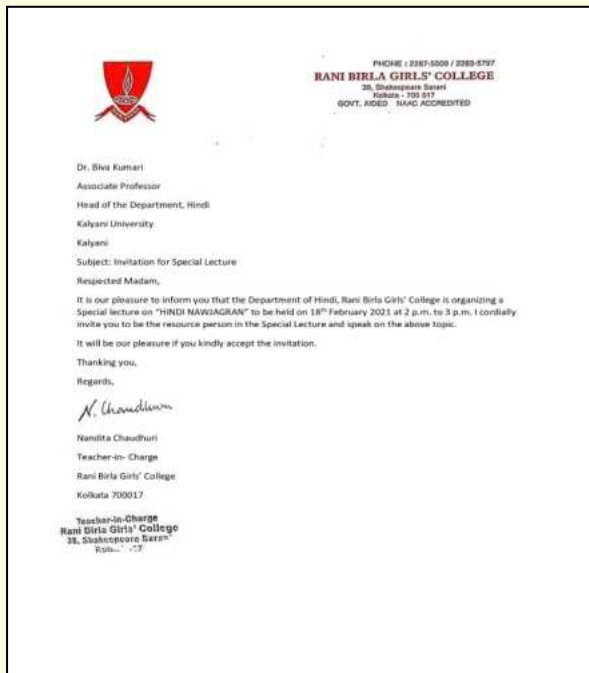 PHONE : 2287-5009 / 2283-5797
RANI BIRLA GIRLS' COLLEGE
38, Shakespeare Sarani
Kolkata - 700 017
GOVT. AIDED NAAC ACCREDITED
Dr. Biva Kumari
Associate Professor
Head of the Department, Hindi
Kalyani University
Kalyani
Subject: Invitation for Special Lecture
Respected Madam,
It is our pleasure to inform you that the Department of Hindi, Rani Birla Girls' College is organizing a
Special lecture on "HINDI NAWJAGRAN" to be held on 18th February 2021 at 2 p.m. to 3 p.m. I cordially
invite you to be the resource person in the Special Lecture and speak on the above topic.
It will be our pleasure if you kindly accept the invitation.
Thanking you,
Regards,
N. Chaudhuri
Nandita Chaudhuri
Teacher-in- Charge
Rani Birla Girls' College
Kolkata 700017
Teacher-in-Charge
Rani Birla Girls' College
38, Shakespeare Saran